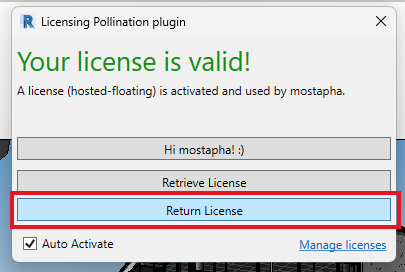 Licensing Pollination plugin
Your license is valid!
A license (hosted-floating) is activated and used by mostapha.
Hi mostapha! :)
Retrieve License
Return License
Auto Activate
Manage licenses